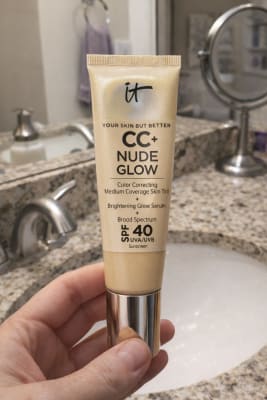 it
YOUR SKIN BUT BETTER
CC+
NUDE
GLOW
Color Correcting
Medium Coverage Skin Tint
+
Brightening Glow Serum
+
Broad Spectrum
SPF 40
UVA/UVB
Sunscreen